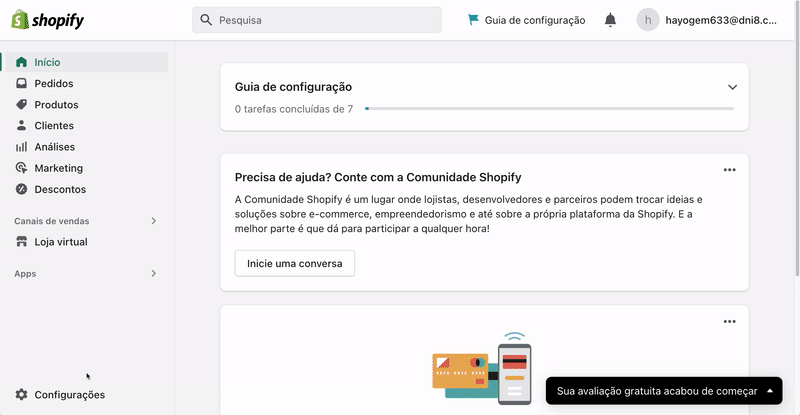 shopify
Pesquisa
Guia de configuração
h
hayogem633@dni8.c...
Início
Pedidos
Produtos
Clientes
Análises
Marketing
Descontos
Canais de vendas
Loja virtual
Apps
Configurações
Guia de configuração
0 tarefas concluídas de 7
Precisa de ajuda? Conte com a Comunidade Shopify
A Comunidade Shopify é um lugar onde lojistas, desenvolvedores e parceiros podem trocar ideias e
soluções sobre e-commerce, empreendedorismo e até sobre a própria plataforma da Shopify. E a
melhor parte é que dá para participar a qualquer hora!
Inicie uma conversa
Sua avaliação gratuita acabou de começar